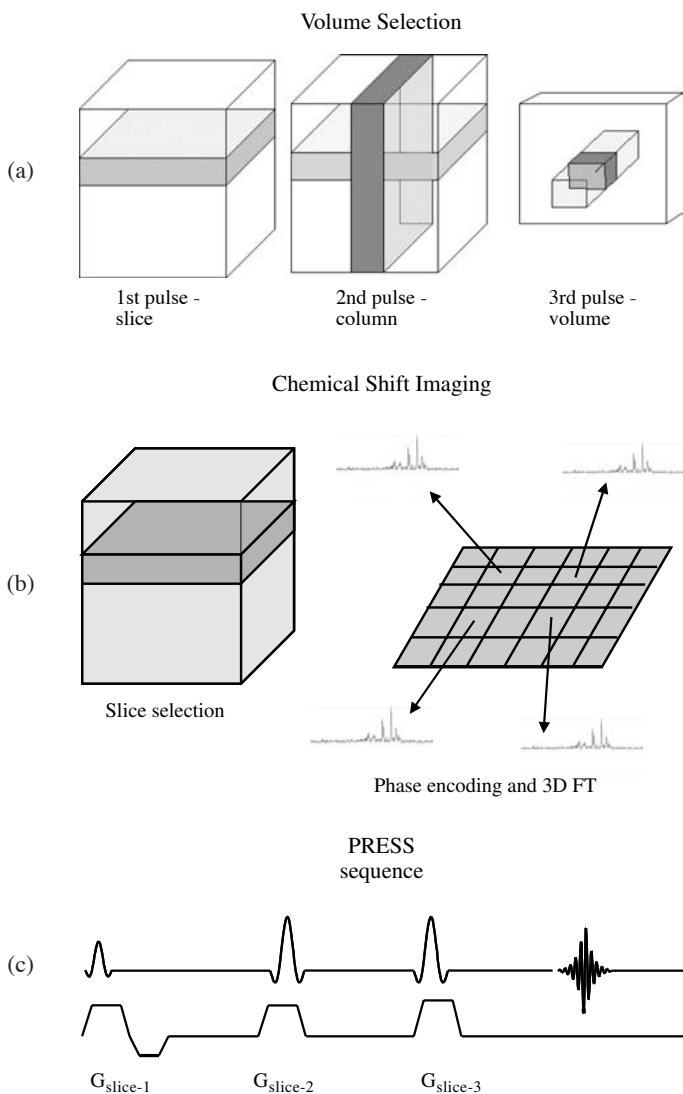 Volume Selection
(a)
1st pulse -
slice
2nd pulse -
column
3rd pulse -
volume
Chemical Shift Imaging
(b)
Slice selection
Phase encoding and 3D FT
PRESS
sequence
(c)
Gslice-1
Gslice-2
Gslice-3